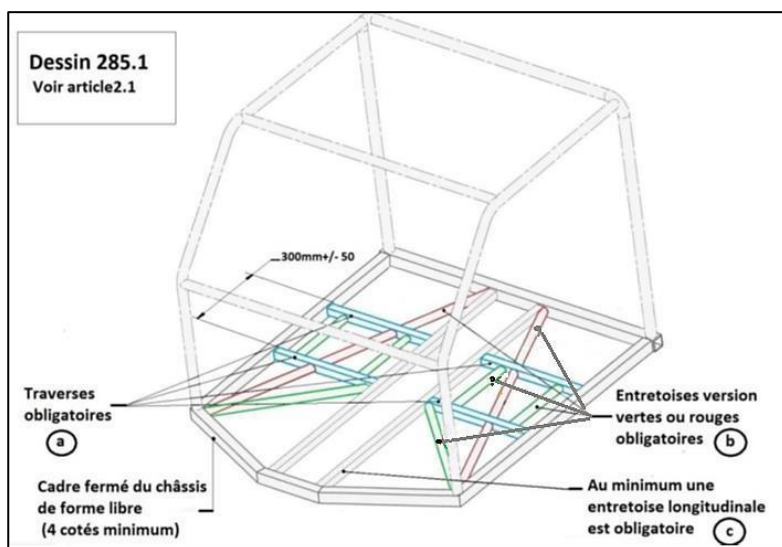 Dessin 285.1
Voir article2.1
300mm+/- 50
Traverses
obligatoires
a
Cadre fermé du châssis
de forme libre
(4 cotés minimum)
Entretoises version
vertes ou rouges
obligatoires
b
Au minimum une
entretoise longitudinale
est obligatoire
c